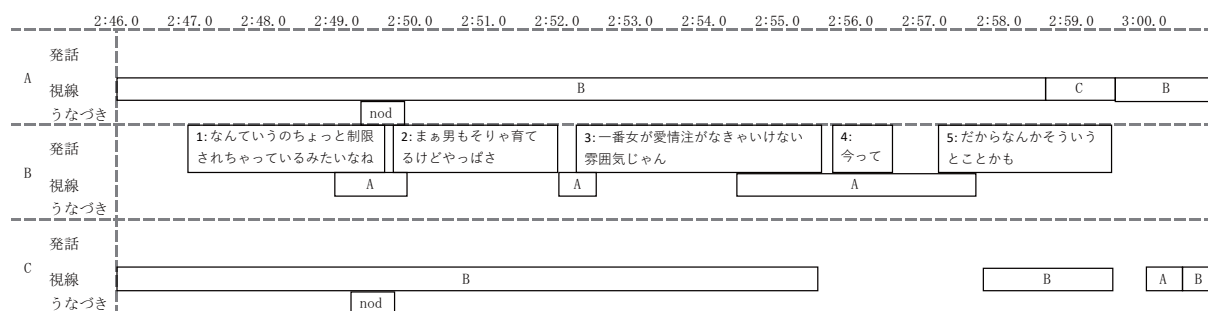 2:46.0 2:47.0 2:48.0 2:49.0 2:50.0 2:51.0 2:52.0 2:53.0 2:54.0 2:55.0 2:56.0 2:57.0 2:58.0 2:59.0 3:00.0
A
発話
視線 B C B
うなづき nod
B
発話
1:なんていうのちょっと制限
されちゃっているみたいなね
2:まぁ男もそりゃ育て
るけどやっぱさ
3:一番女が愛情注がなきゃいけない
雰囲気じゃん
4:
今って
5:だからなんかそういう
とことかも
視線 A A A
うなづき
C
発話
視線 B B A B
うなづき nod